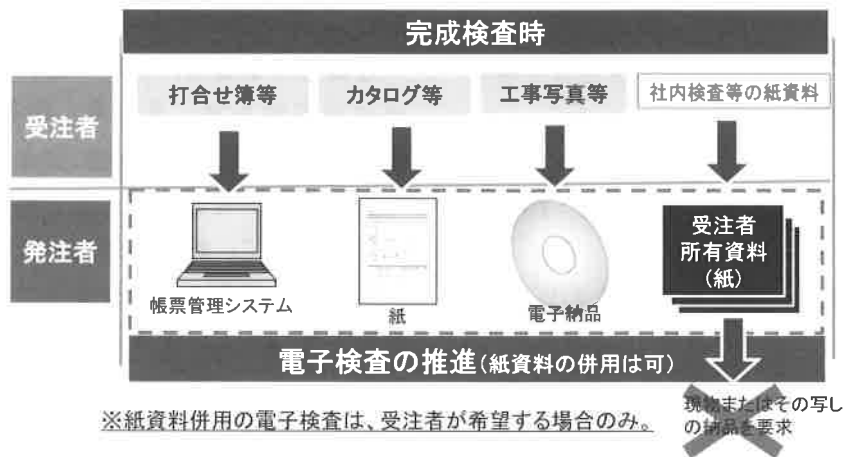 完成検査時
受注者
打合せ簿等
カタログ等
工事写真等
社内検査等の紙資料
発注者
帳票管理システム
紙
電子納品
受注者
所有資料
(紙)
電子検査の推進(紙資料の併用は可)
※紙資料併用の電子検査は、受注者が希望する場合のみ。
現物またはその写し
の納品を要求